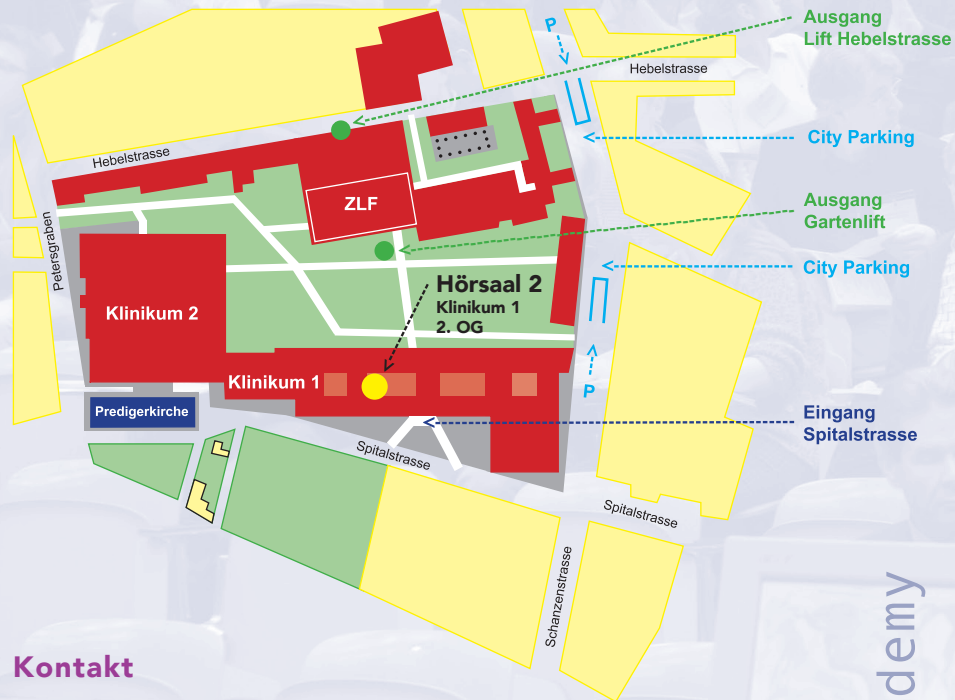 Ausgang
Lift Hebelstrasse
P
Hebelstrasse
City Parking
Hebelstrasse
Ausgang
Gartenlift
ZLF
Petersgraben
City Parking
Hörsaal 2
Klinikum 1
2. OG
Klinikum 2
Klinikum 1
P
Predigerkirche
Eingang
Spitalstrasse
Spitalstrasse
Spitalstrasse
Schanzenstrasse
demy
Kontakt